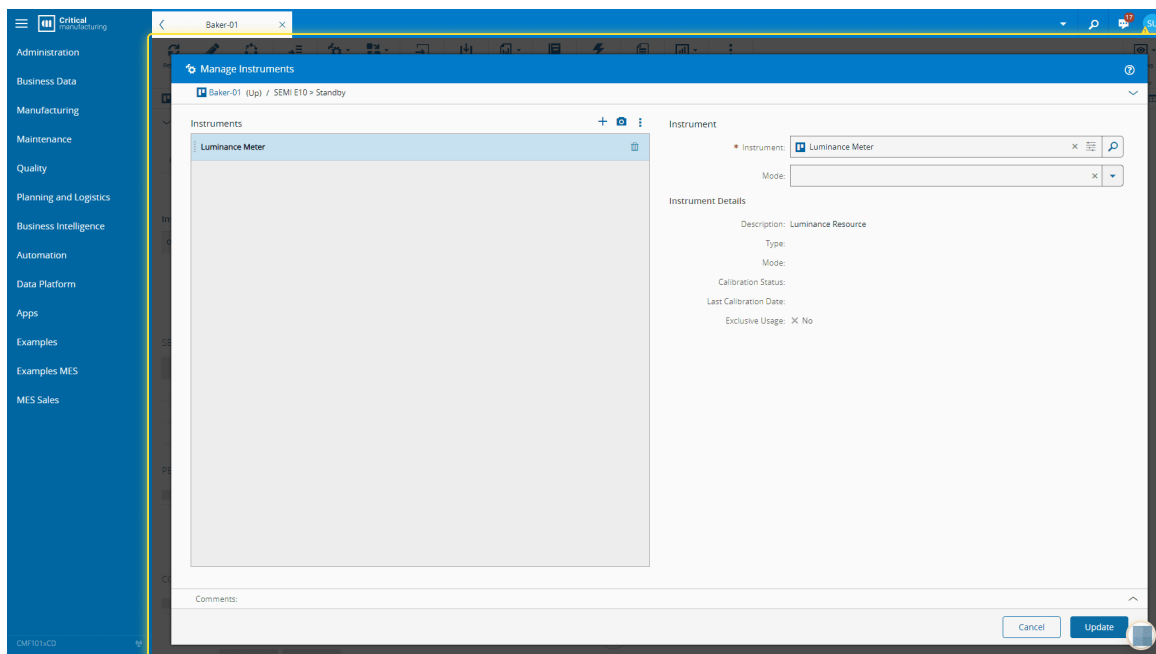 Critical
manufacturing
Baker-01
17
SU
Administration
Business Data
Manufacturing
Maintenance
Quality
Planning and Logistics
Business Intelligence
Automation
Data Platform
Apps
Examples
Examples MES
MES Sales
CMF101vCD
Manage Instruments
Baker-01 (Up) / SEMI E10 > Standby
Instruments
Luminance Meter
Instrument
* Instrument: Luminance Meter
Mode:
Instrument Details
Description: Luminance Resource
Type:
Mode:
Calibration Status:
Last Calibration Date:
Exclusive Usage: No
Comments:
Cancel
Update